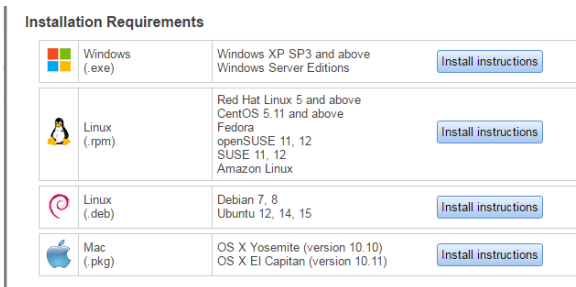 Installation Requirements
Windows
(.exe)
Windows XP SP3 and above
Windows Server Editions
Install instructions
Linux
(.rpm)
Red Hat Linux 5 and above
CentOS 5.11 and above
Fedora
openSUSE 11, 12
SUSE 11, 12
Amazon Linux
Install instructions
Linux
(.deb)
Debian 7, 8
Ubuntu 12, 14, 15
Install instructions
Mac
(.pkg)
OS X Yosemite (version 10.10)
OS X El Capitan (version 10.11)
Install instructions